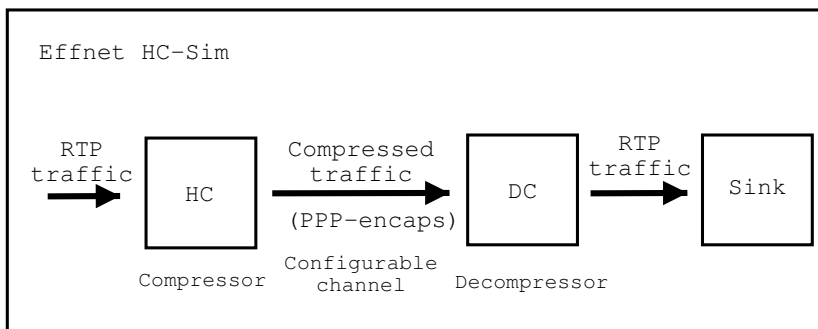 Effnet HC-Sim
RTP
traffic
HC
Compressor
Compressed
traffic
(PPP-encaps)
Configurable
channel
DC
Decompressor
RTP
traffic
Sink